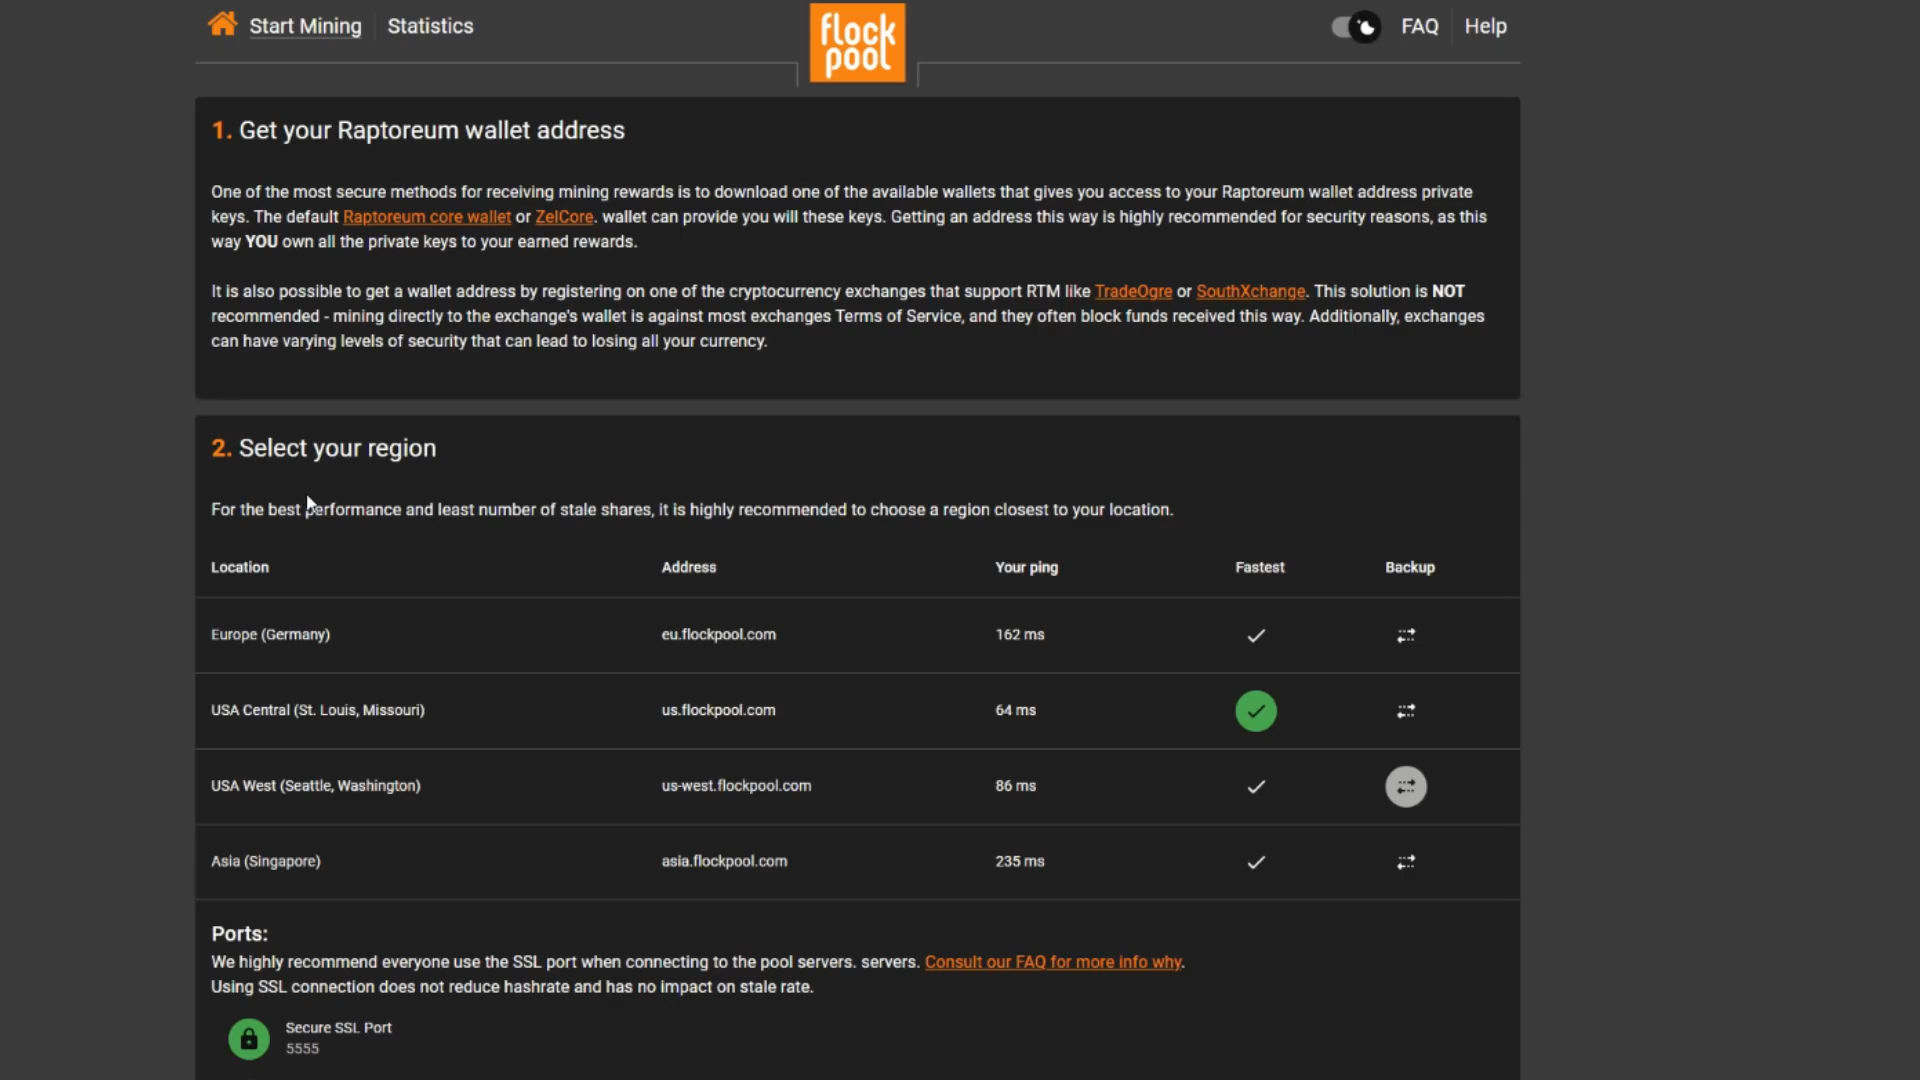 Start Mining
Statistics
flock
pool
FAQ
Help
1. Get your Raptoreum wallet address
One of the most secure methods for receiving mining rewards is to download one of the available wallets that gives you access to your Raptoreum wallet address private
keys. The default Raptoreum core wallet or ZelCore. wallet can provide you will these keys. Getting an address this way is highly recommended for security reasons, as this
way YOU own all the private keys to your earned rewards.
It is also possible to get a wallet address by registering on one of the cryptocurrency exchanges that support RTM like TradeOgre or SouthXchange. This solution is NOT
recommended - mining directly to the exchange's wallet is against most exchanges Terms of Service, and they often block funds received this way. Additionally, exchanges
can have varying levels of security that can lead to losing all your currency.
2. Select your region
For the best performance and least number of stale shares, it is highly recommended to choose a region closest to your location.
Location Address Your ping Fastest Backup
Europe (Germany) eu.flockpool.com 162 ms
USA Central (St. Louis, Missouri) us.flockpool.com 64 ms
USA West (Seattle, Washington) us-west.flockpool.com 86 ms
Asia (Singapore) asia.flockpool.com 235 ms
Ports:
We highly recommend everyone use the SSL port when connecting to the pool servers. servers. Consult our FAQ for more info why.
Using SSL connection does not reduce hashrate and has no impact on stale rate.
Secure SSL Port
5555